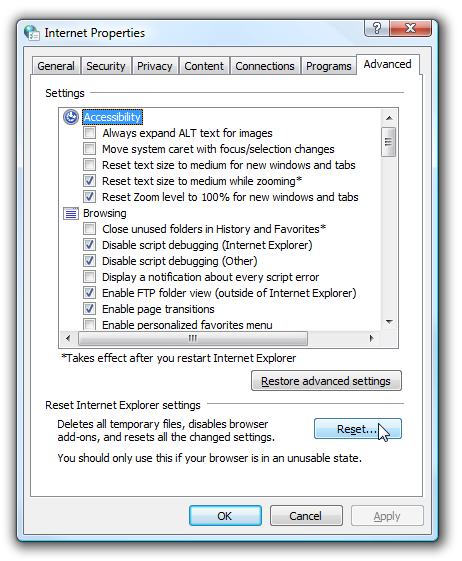 Internet Properties
General Security Privacy Content Connections Programs Advanced
Settings
Accessibility
Always expand ALT text for images
Move system caret with focus/selection changes
Reset text size to medium for new windows and tabs
Reset text size to medium while zooming*
Reset Zoom level to 100% for new windows and tabs
Browsing
Close unused folders in History and Favorites*
Disable script debugging (Internet Explorer)
Disable script debugging (Other)
Display a notification about every script error
Enable FTP folder view (outside of Internet Explorer)
Enable page transitions
Enable personalized favorites menu
*Takes effect after you restart Internet Explorer
Restore advanced settings
Reset Internet Explorer settings
Deletes all temporary files, disables browser
add-ons, and resets all the changed settings.
Reset...
You should only use this if your browser is in an unusable state.
OK Cancel Apply